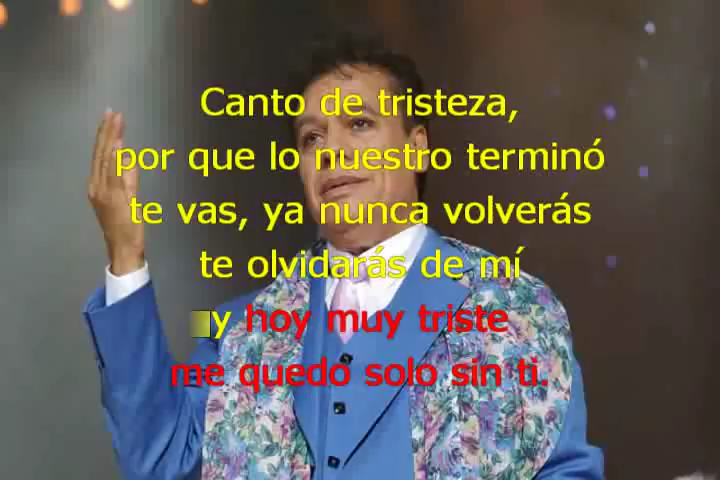 Canto de tristeza,
por que lo nuestro terminó
te vas, ya nunca volverás
te olvidarás de mí
y hoy muy triste
me quedo solo sin ti.